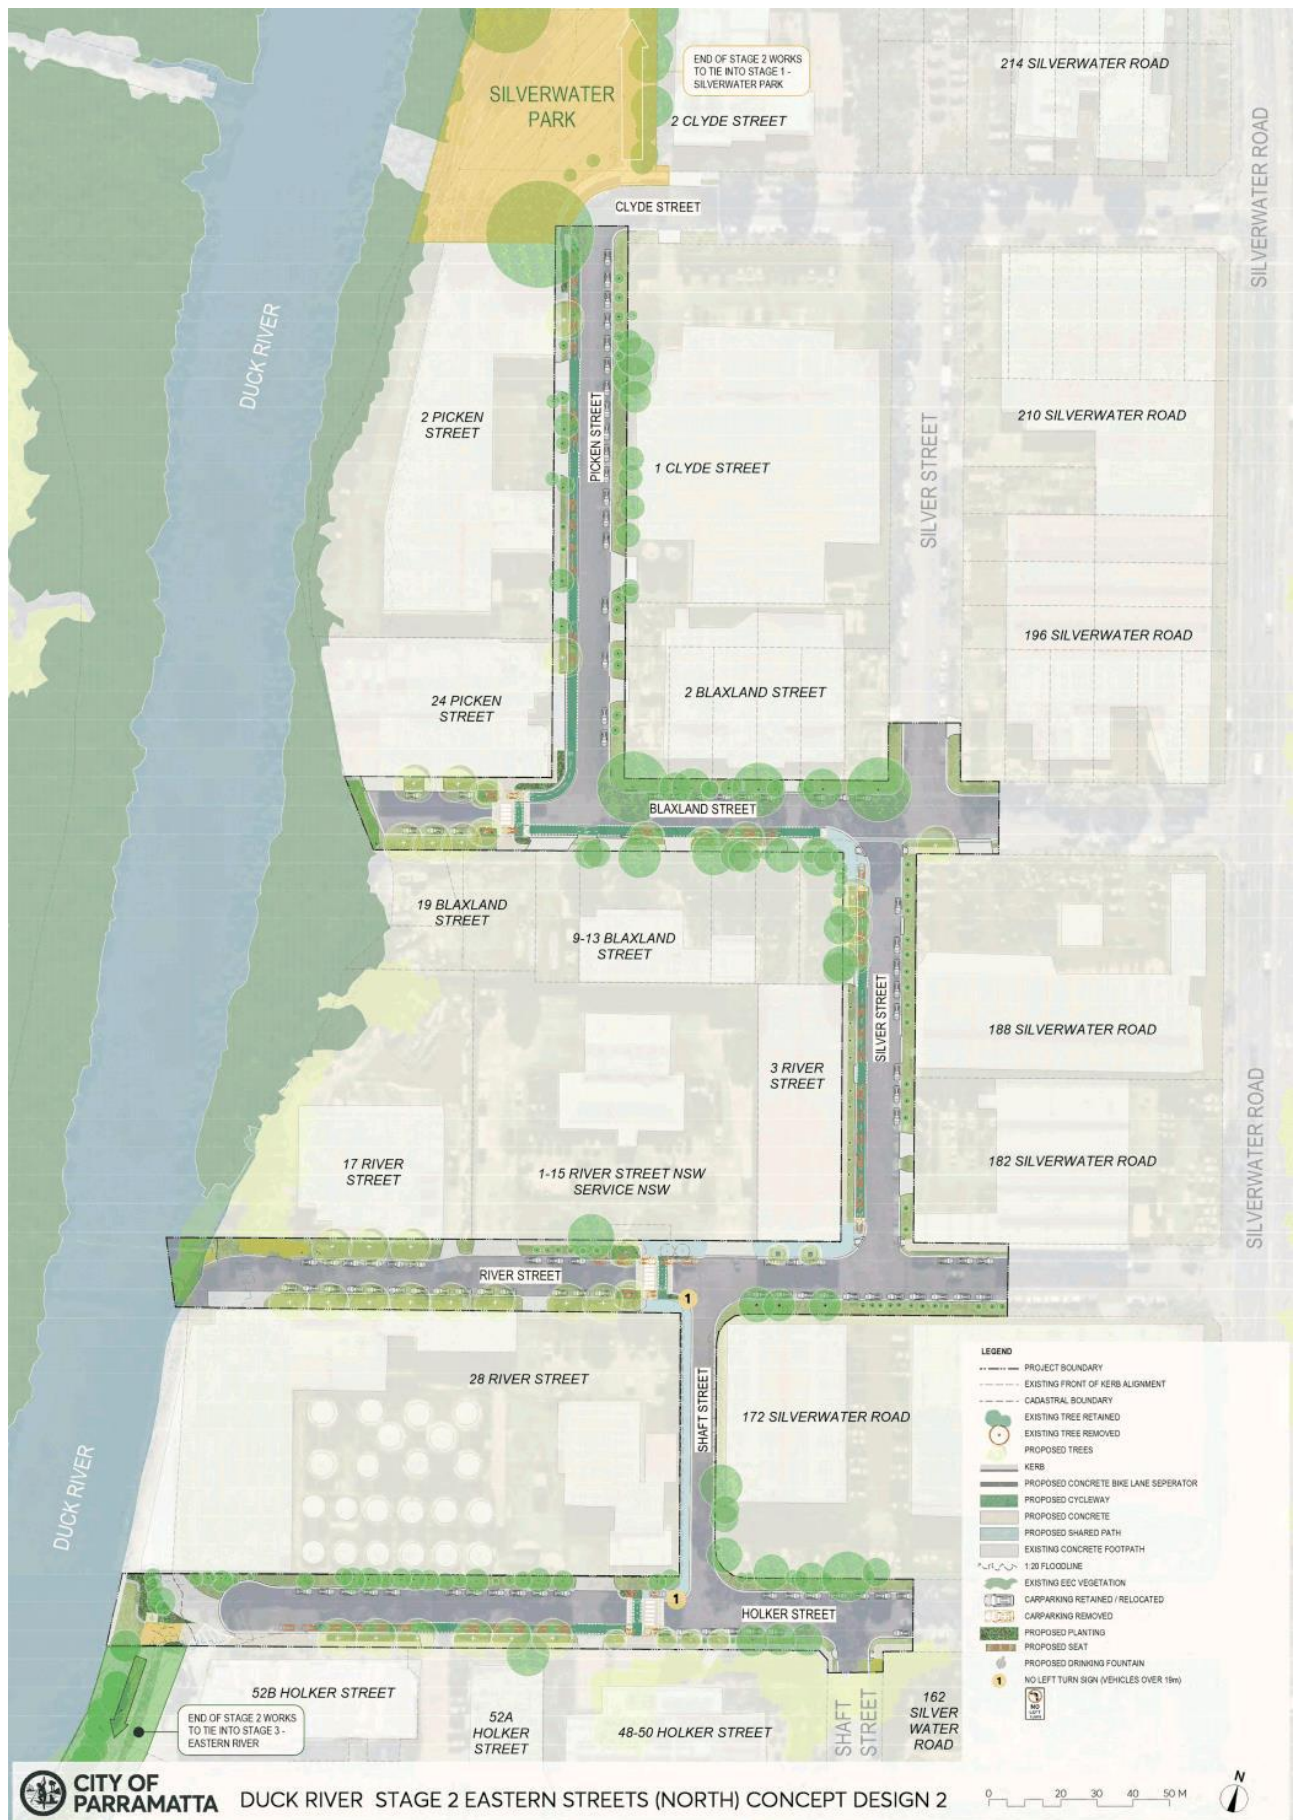 SILVERWATER
PARK
END OF STAGE 2 WORKS
TO TIE INTO STAGE 1 -
SILVERWATER PARK
2 CLYDE STREET
214 SILVERWATER ROAD
SILVERWATER ROAD
CLYDE STREET
DUCK RIVER
2 PICKEN
STREET
PICKEN STREET
1 CLYDE STREET
SILVER STREET
210 SILVERWATER ROAD
196 SILVERWATER ROAD
24 PICKEN
STREET
2 BLAXLAND STREET
BLAXLAND STREET
19 BLAXLAND
STREET
9-13 BLAXLAND
STREET
SILVER STREET
188 SILVERWATER ROAD
3 RIVER
STREET
17 RIVER
STREET
1-15 RIVER STREET NSW
SERVICE NSW
182 SILVERWATER ROAD
SILVERWATER ROAD
RIVER STREET
1
28 RIVER STREET
SHAFT STREET
172 SILVERWATER ROAD
DUCK RIVER
1
HOLKER STREET
52B HOLKER STREET
52A
HOLKER
STREET
48-50 HOLKER STREET
SHAFT
STREET
162
SILVER
WATER
ROAD
END OF STAGE 2 WORKS
TO TIE INTO STAGE 3 -
EASTERN RIVER
LEGEND
PROJECT BOUNDARY
EXISTING FRONT OF KERB ALIGNMENT
CADASTRAL BOUNDARY
EXISTING TREE RETAINED
EXISTING TREE REMOVED
PROPOSED TREES
KERB
PROPOSED CONCRETE BIKE LANE SEPERATOR
PROPOSED CYCLEWAY
PROPOSED CONCRETE
PROPOSED SHARED PATH
EXISTING CONCRETE FOOTPATH
1:20 FLOODLINE
EXISTING EEC VEGETATION
CARPARKING RETAINED / RELOCATED
CARPARKING REMOVED
PROPOSED PLANTING
PROPOSED SEAT
PROPOSED DRINKING FOUNTAIN
1 NO LEFT TURN SIGN (VEHICLES OVER 19m)
NO
LEFT
TURN
CITY OF
PARRAMATTA
DUCK RIVER STAGE 2 EASTERN STREETS (NORTH) CONCEPT DESIGN 2
0 20 30 40 50 M
N